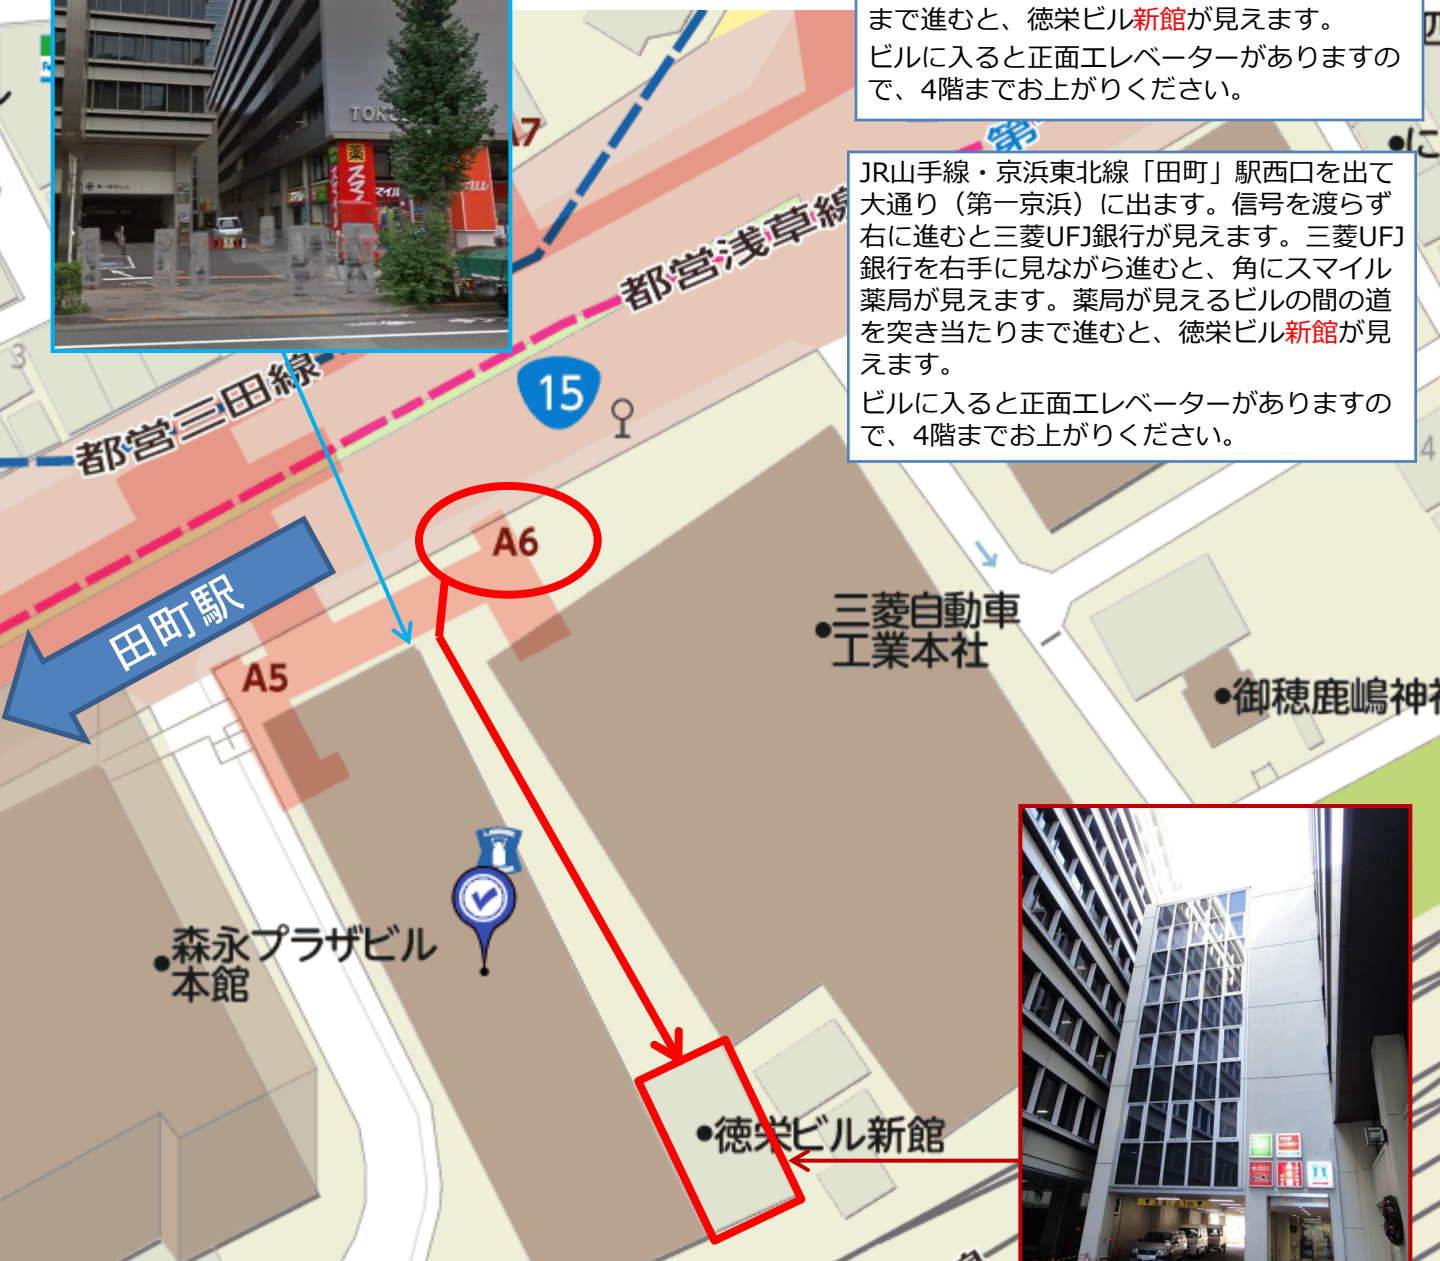 まで進むと、徳栄ビル新館が見えます。
ビルに入ると正面エレベーターがありますの
で、4階までお上がりください。
JR山手線・京浜東北線「田町」駅西口を出て
大通り（第一京浜）に出ます。信号を渡らず
右に進むと三菱UFJ銀行が見えます。三菱UFJ
銀行を右手に見ながら進むと、角にスマイル
薬局が見えます。薬局が見えるビルの間の道
を突き当たりまで進むと、徳栄ビル新館が見
えます。
ビルに入ると正面エレベーターがありますの
で、4階までお上がりください。
第
に
TOK
薬
スマ
au
A7
都営浅草線
3
都営三田線
15
4
A6
田町駅
A5
三菱自動車
工業本社
御穂鹿嶋神
森永プラザビル
本館
徳栄ビル新館